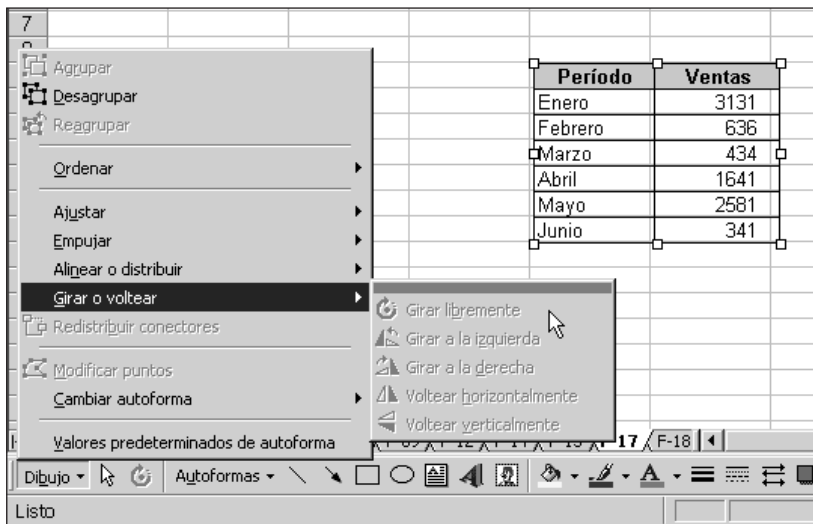 7
Agrupar
Desagrupar
Reagrupar
Ordenar
Ajustar
Empujar
Alinear o distribuir
Girar o voltear
Redistribuir conectores
Modificar puntos
Cambiar autoforma
Valores predeterminados de autoforma
Período Ventas
Enero 3131
Febrero 636
Marzo 434
Abril 1641
Mayo 2581
Junio 341
Girar libremente
Girar a la izquierda
Girar a la derecha
Voltear horizontalmente
Voltear verticalmente
17 F-18
Dibujo Autoformas
Listo